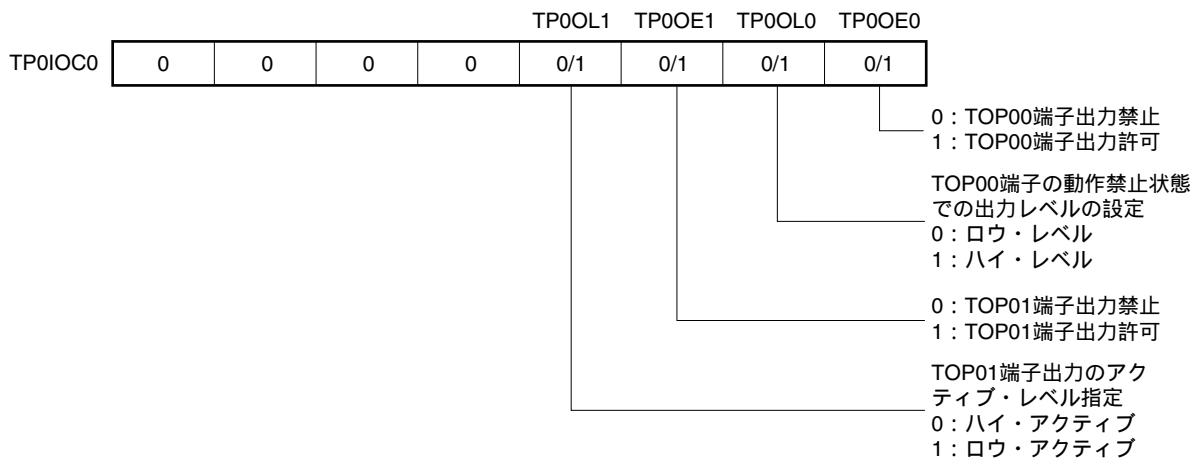 TP0OL1 TP0OE1 TP0OL0 TP0OE0
TP0IOC0 0 0 0 0 0/1 0/1 0/1 0/1
0：TOP00端子出力禁止
1：TOP00端子出力許可
TOP00端子の動作禁止状態
での出力レベルの設定
0：ロウ・レベル
1：ハイ・レベル
0：TOP01端子出力禁止
1：TOP01端子出力許可
TOP01端子出力のアク
ティブ・レベル指定
0：ハイ・アクティブ
1：ロウ・アクティブ